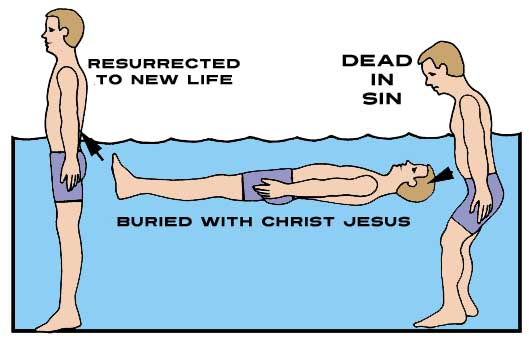 RESURRECTED
TO NEW LIFE
DEAD
IN
SIN
BURIED WITH CHRIST JESUS